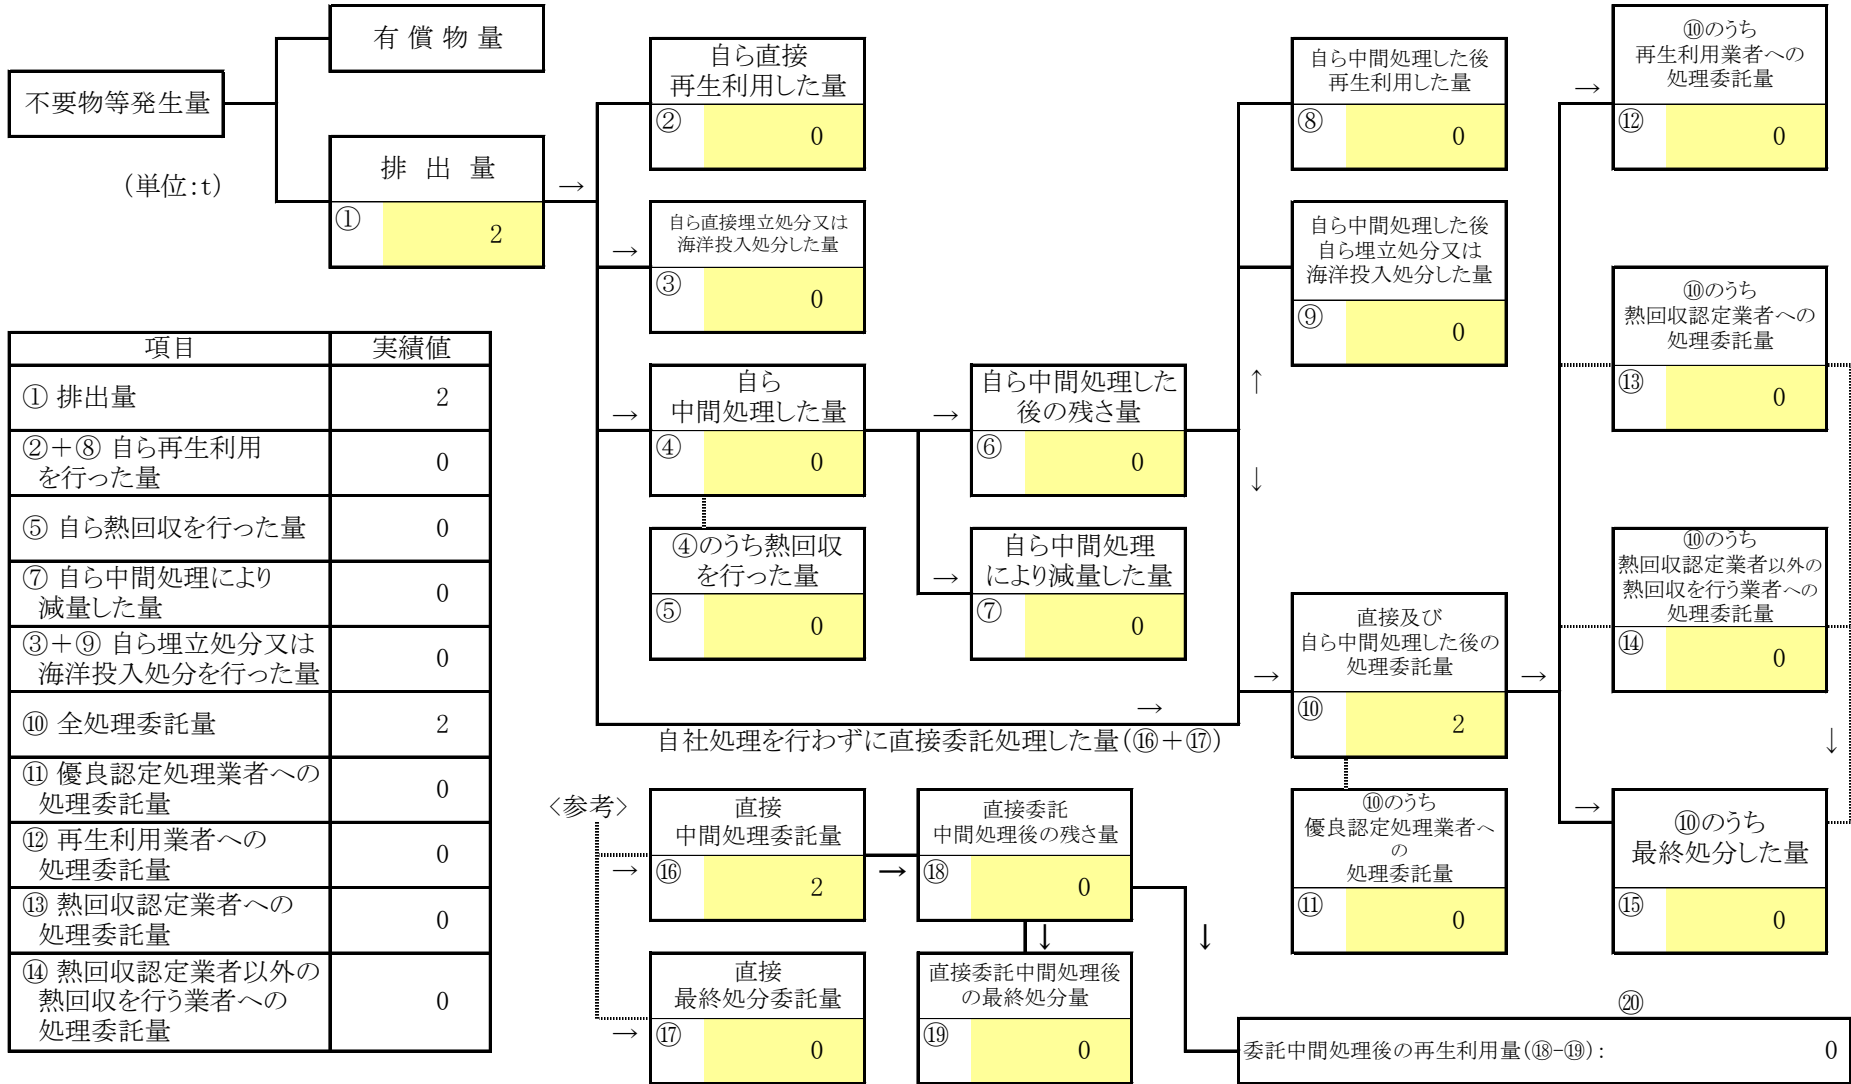 不要物等発生量
(単位:t)
有償物量
排出量
①
2
→
自ら直接
再生利用した量
②
0
→
自ら直接埋立処分又は
海洋投入処分した量
③
0
→
自ら
中間処理した量
④
0
④のうち熱回収
を行った量
⑤
0
→
自ら中間処理した
後の残さ量
⑥
0
→
自ら中間処理
により減量した量
⑦
0
↑
↓
自ら中間処理した後
再生利用した量
⑧
0
自ら中間処理した後
自ら埋立処分又は
海洋投入処分した量
⑨
0
→
自社処理を行わずに直接委託処理した量(⑯+⑰)
→
直接及び
自ら中間処理した後の
処理委託量
⑩
2
⑩のうち
優良認定処理業者へ
の
処理委託量
⑪
0
→
→
⑩のうち
再生利用業者への
処理委託量
⑫
0
⑩のうち
熱回収認定業者への
処理委託量
⑬
0
⑩のうち
熱回収認定業者以外の
熱回収を行う業者への
処理委託量
⑭
0
↓
→
⑩のうち
最終処分した量
⑮
0
項目 実績値
① 排出量 2
②+⑧ 自ら再生利用
を行った量 0
⑤ 自ら熱回収を行った量 0
⑦ 自ら中間処理により
減量した量 0
③+⑨ 自ら埋立処分又は
海洋投入処分を行った量 0
⑩ 全処理委託量 2
⑪ 優良認定処理業者への
処理委託量 0
⑫ 再生利用業者への
処理委託量 0
⑬ 熱回収認定業者への
処理委託量 0
⑭ 熱回収認定業者以外の
熱回収を行う業者への
処理委託量 0
<参考>
→
直接
中間処理委託量
⑯
2
→
直接委託
中間処理後の残さ量
⑱
0
↓
↓
→
直接
最終処分委託量
⑰
0
直接委託中間処理後
の最終処分量
⑲
0
⑳
委託中間処理後の再生利用量(⑱-⑲): 0